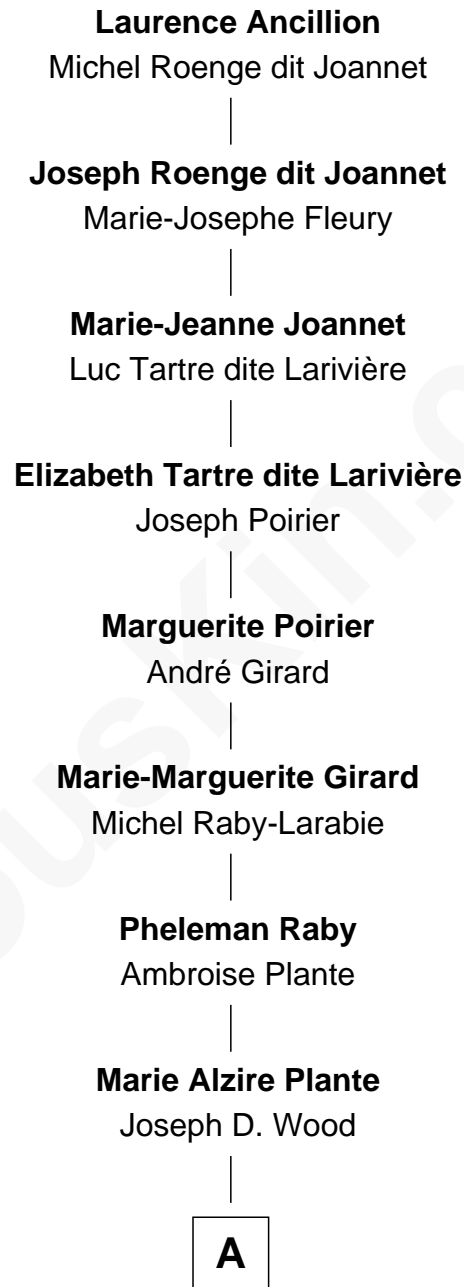 Laurence Ancillion
Michel Roenge dit Joannet
Joseph Roenge dit Joannet
Marie-Josephe Fleury
Marie-Jeanne Joannet
Luc Tartre dite Larivière
Elizabeth Tartre dite Larivière
Joseph Poirier
Marguerite Poirier
André Girard
Marie-Marguerite Girard
Michel Raby-Larabie
Pheleman Raby
Ambroise Plante
Marie Alzire Plante
Joseph D. Wood
A